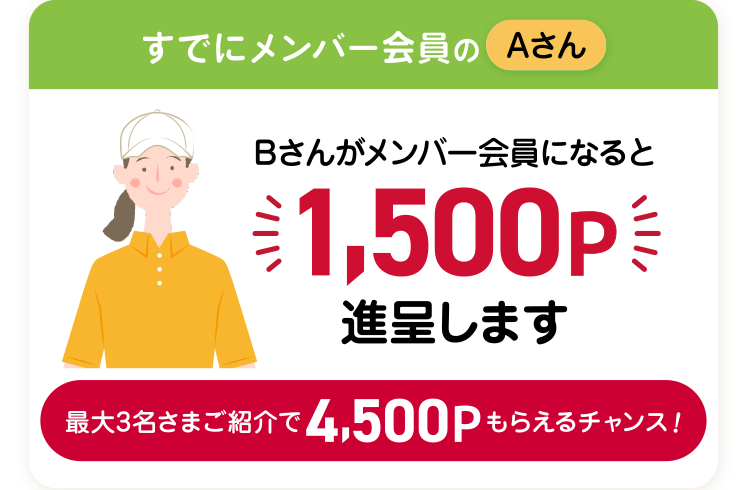 すでにメンバー会員の Aさん
Bさんがメンバー会員になると
1,500P
進呈します
最大3名さまご紹介で4,500Pもらえるチャンス!